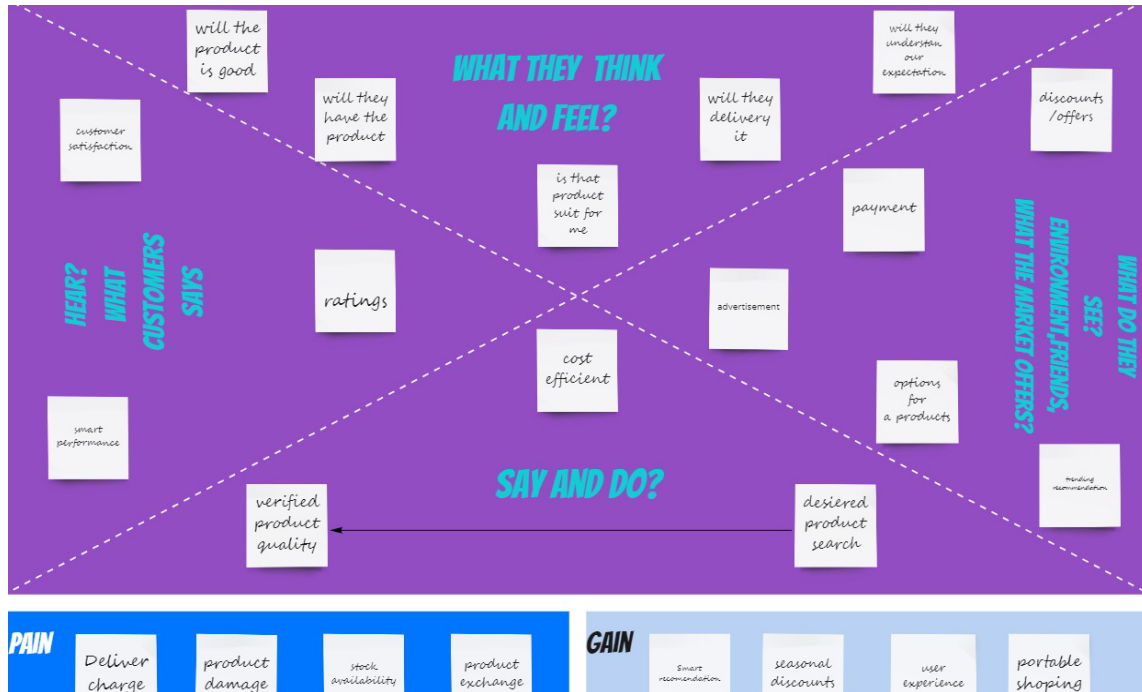 WHAT THEY THINK
AND FEEL?
will the
product
is good
will they
have the
product
is that
product
suit for
me
will they
delivery
it
will they
understan
our
expectation
HEAR?
WHAT
CUSTOMERS
SAYS
customer
satisfaction
ratings
smart
performance
WHAT DO THEY
SEE?
ENVIRONMENT,FRIENDS,
WHAT THE MARKET OFFERS?
discounts
/offers
payment
advertisement
options
for
a products
trending
recomendation
SAY AND DO?
cost
efficient
verified
product
quality
desiered
product
search
PAIN
Deliver
charge
product
damage
stock
availability
product
exchange
GAIN
Smart
recomendation
seasonal
discounts
user
experience
portable
shoping